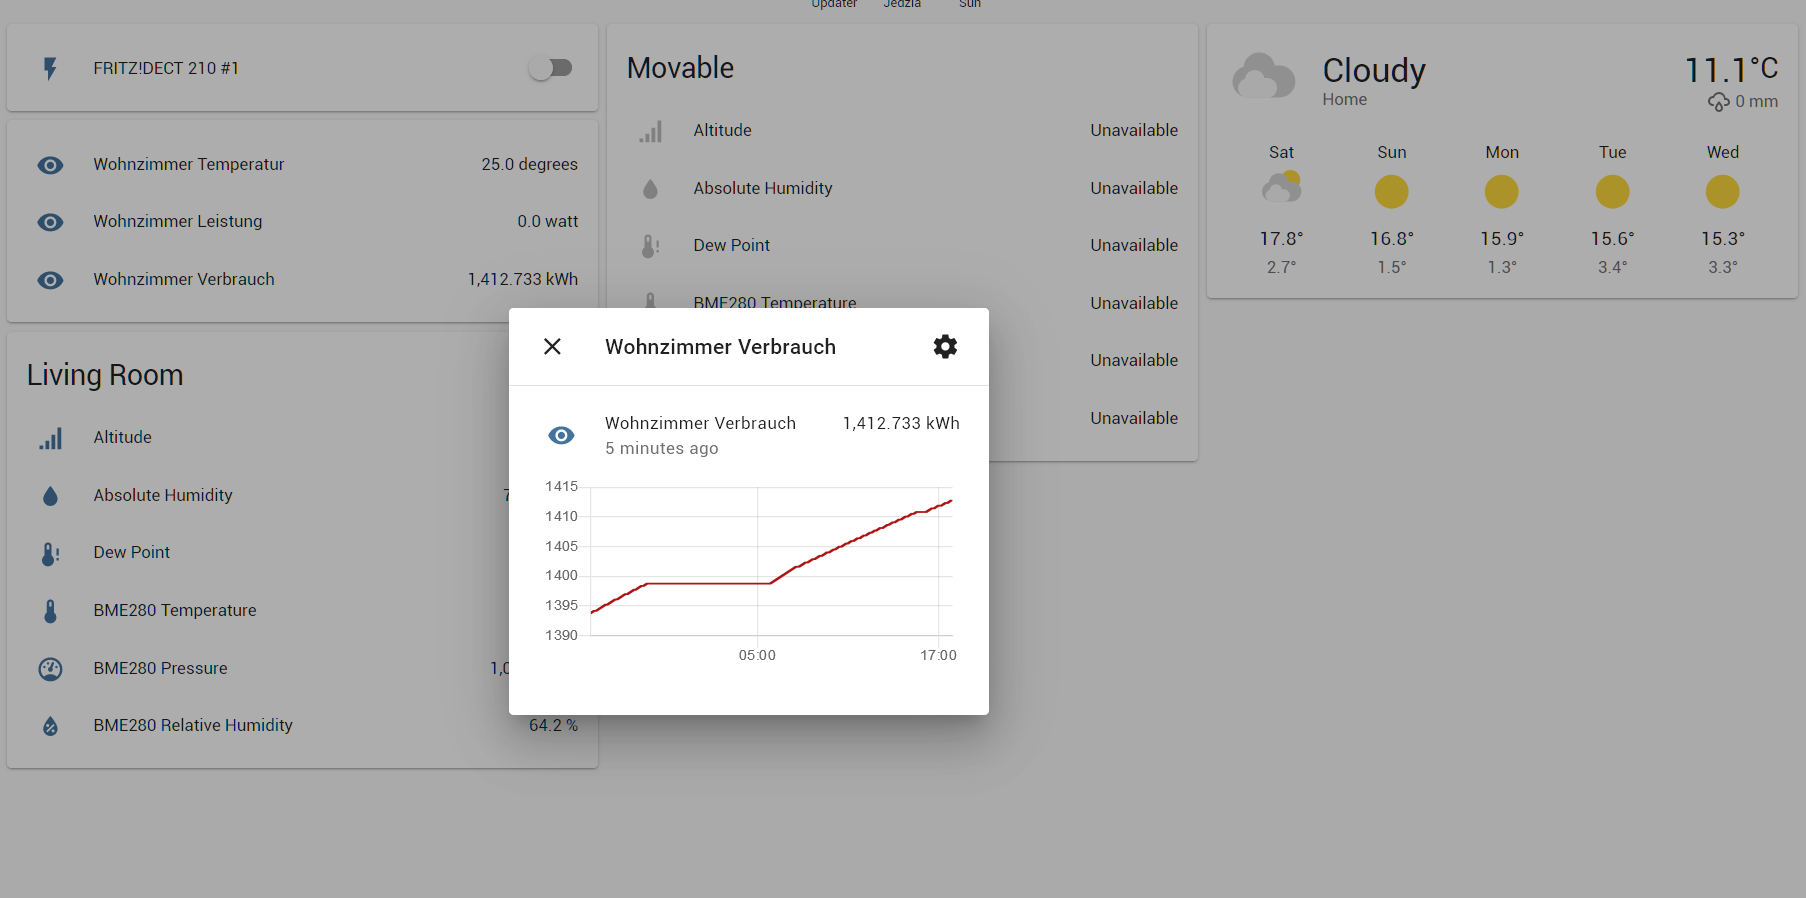 Updater Jedzia Sun
FRITZ!DECT 210 #1
Wohnzimmer Temperatur 25.0 degrees
Wohnzimmer Leistung 0.0 watt
Wohnzimmer Verbrauch 1,412.733 kWh
Living Room
Altitude
Absolute Humidity
Dew Point
BME280 Temperature
BME280 Pressure
BME280 Relative Humidity 64.2 %
Movable
Altitude Unavailable
Absolute Humidity Unavailable
Dew Point Unavailable
BME280 Temperature Unavailable
Unavailable
Unavailable
Cloudy 11.1°C
Home 0 mm
Sat Sun Mon Tue Wed
17.8° 16.8° 15.9° 15.6° 15.3°
2.7° 1.5° 1.3° 3.4° 3.3°
Wohnzimmer Verbrauch
Wohnzimmer Verbrauch 1,412.733 kWh
5 minutes ago
1415
1410
1405
1400
1395
1390
05:00 17:00